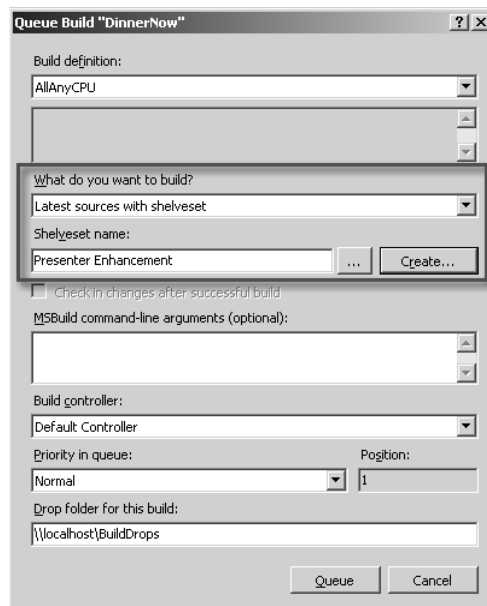 Queue Build "DinnerNow"
Build definition:
AllAnyCPU
What do you want to build?
Latest sources with shelveset
Shelveset name:
Presenter Enhancement
... Create...
Check in changes after successful build
MSBuild command-line arguments (optional):
Build controller:
Default Controller
Priority in queue: Position:
Normal 1
Drop folder for this build:
\\localhost\BuildDrops
Queue Cancel